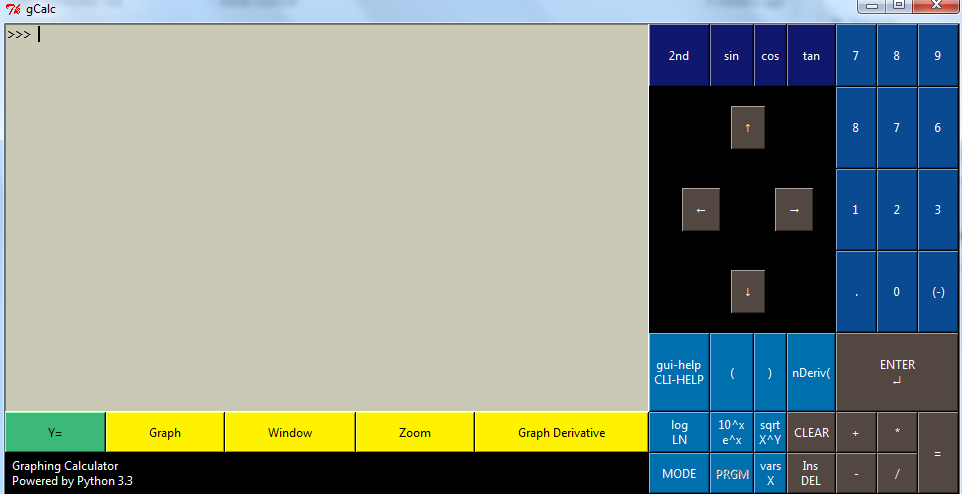 gCalc
>>>
2nd sin cos tan 7 8 9
↑ 8 7 6
← → 1 2 3
↓ . 0 (-)
gui-help
CLI-HELP
( ) nDeriv(
ENTER
↵
Y= Graph Window Zoom Graph Derivative
log
LN
10^x
e^x
sqrt
X^Y
CLEAR + * =
Graphing Calculator
Powered by Python 3.3
MODE PRGM
vars
X
Ins
DEL
- /